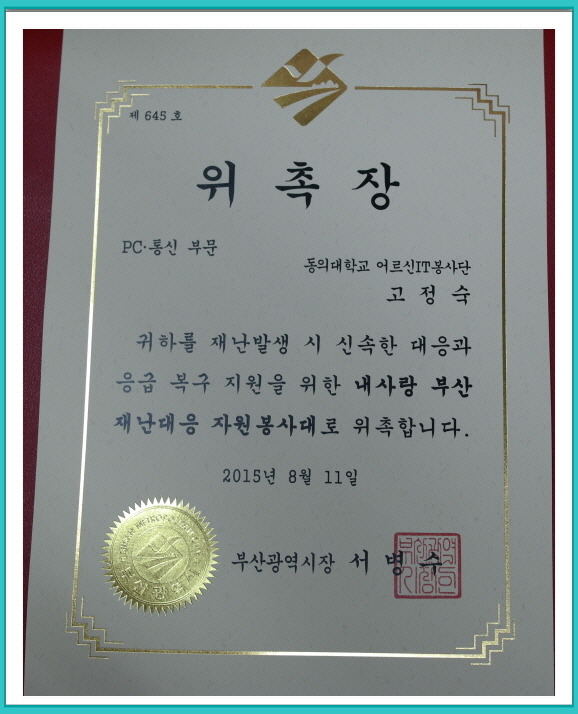 제 645 호
위 촉 장
PC·통신 부문
동의대학교 어르신IT봉사단
고 정 숙
귀하를 재난발생 시 신속한 대응과
응급 복구 지원을 위한 내사랑 부산
재난대응 자원봉사대로 위촉합니다.
2015년 8월 11일
부산광역시장 서 병 수